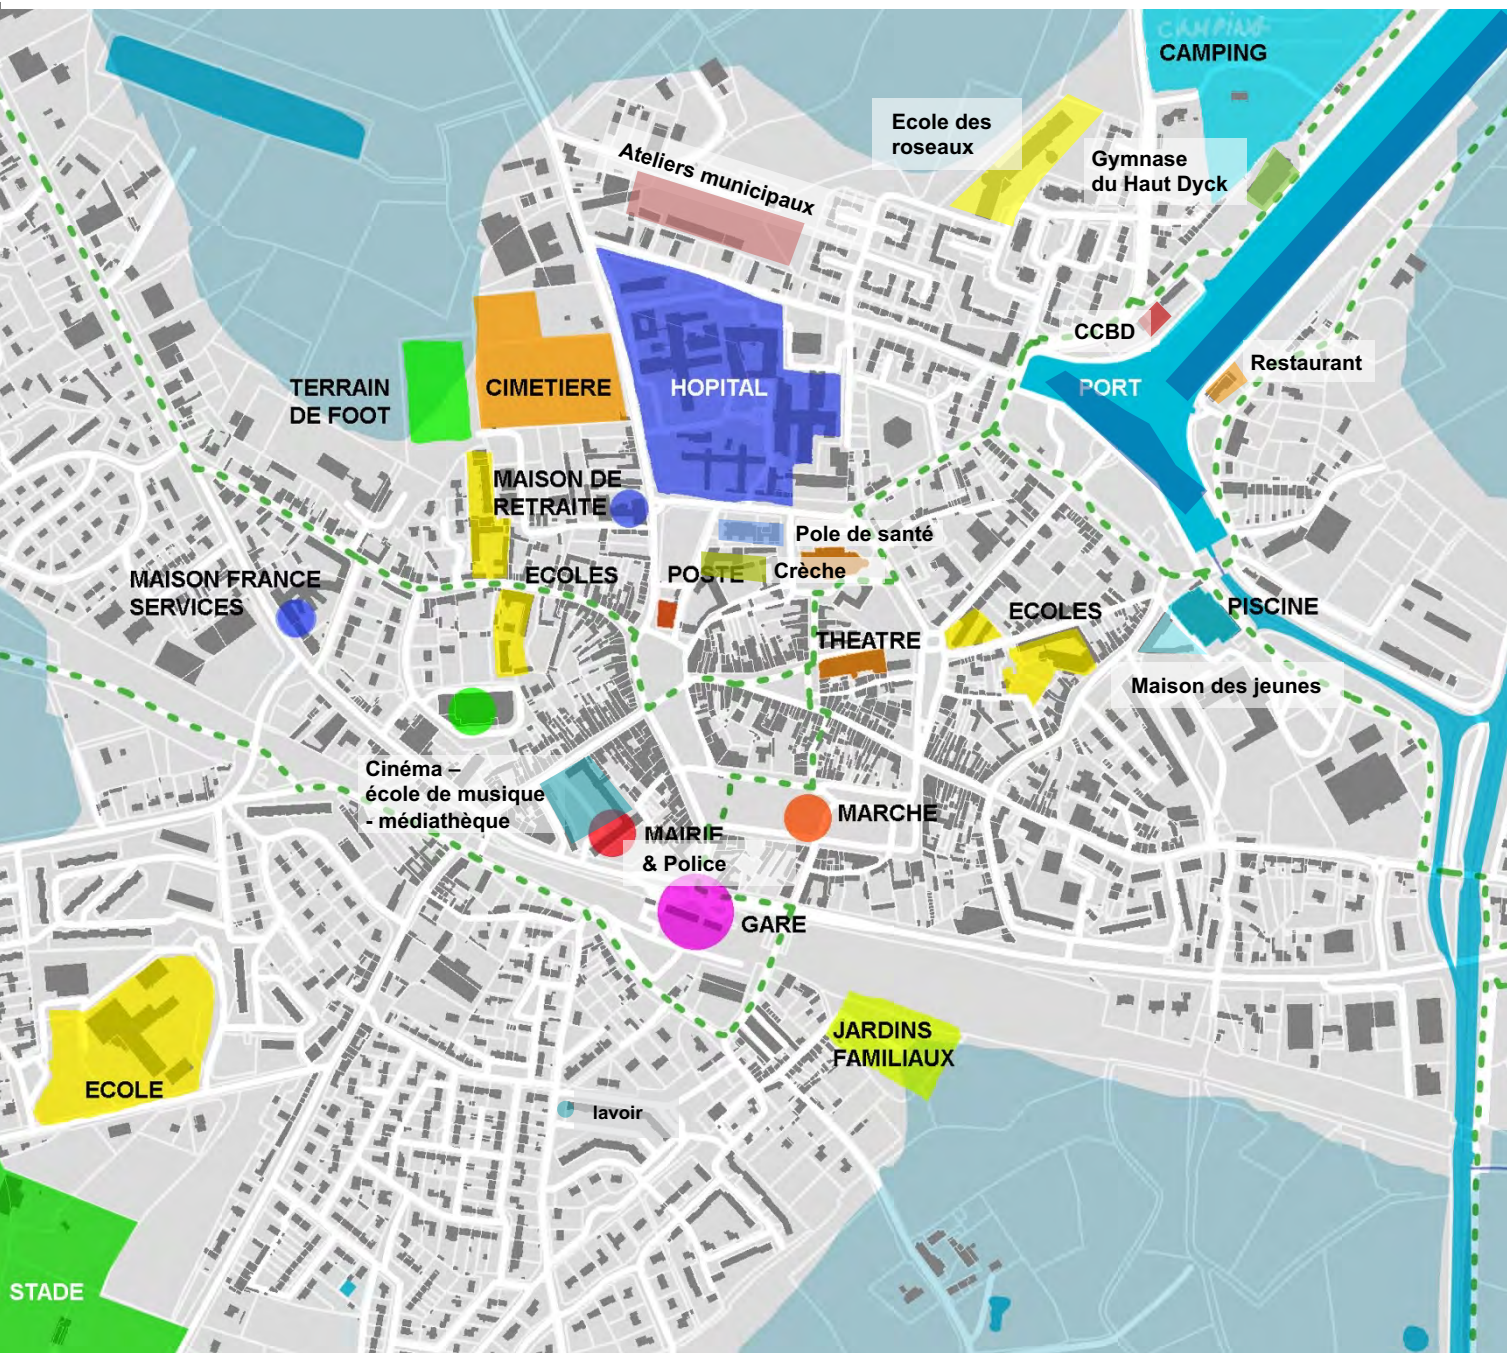 CAMPING
CAMPING
Ecole des
roseaux
Gymnase
du Haut Dyck
Ateliers municipaux
CCBD
Restaurant
PORT
TERRAIN
DE FOOT
CIMETIERE
HOPITAL
MAISON DE
RETRAITE
Pole de santé
MAISON FRANCE
SERVICES
ECOLES
POSTE
Crèche
ECOLES
PISCINE
THEATRE
Maison des jeunes
Cinéma –
école de musique
- médiathèque
MARCHE
MAIRIE
& Police
GARE
JARDINS
FAMILIAUX
ECOLE
lavoir
STADE